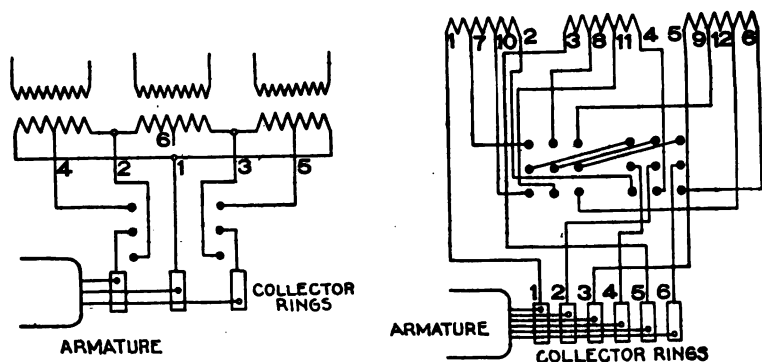 6
4 2 1 3 5
COLLECTOR
RINGS
ARMATURE
1 7 10 2 3 8 11 4 5 9 12 6
1 2 3 4 5 6
ARMATURE
COLLECTOR RINGS